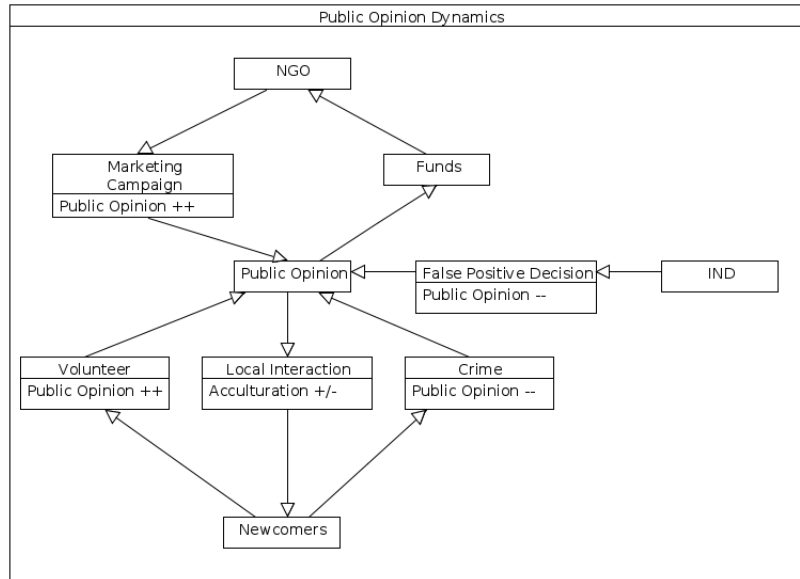 Public Opinion Dynamics
NGO
Marketing
Campaign
Public Opinion ++
Funds
Public Opinion
False Positive Decision
Public Opinion --
IND
Volunteer
Public Opinion ++
Local Interaction
Acculturation +/-
Crime
Public Opinion --
Newcomers